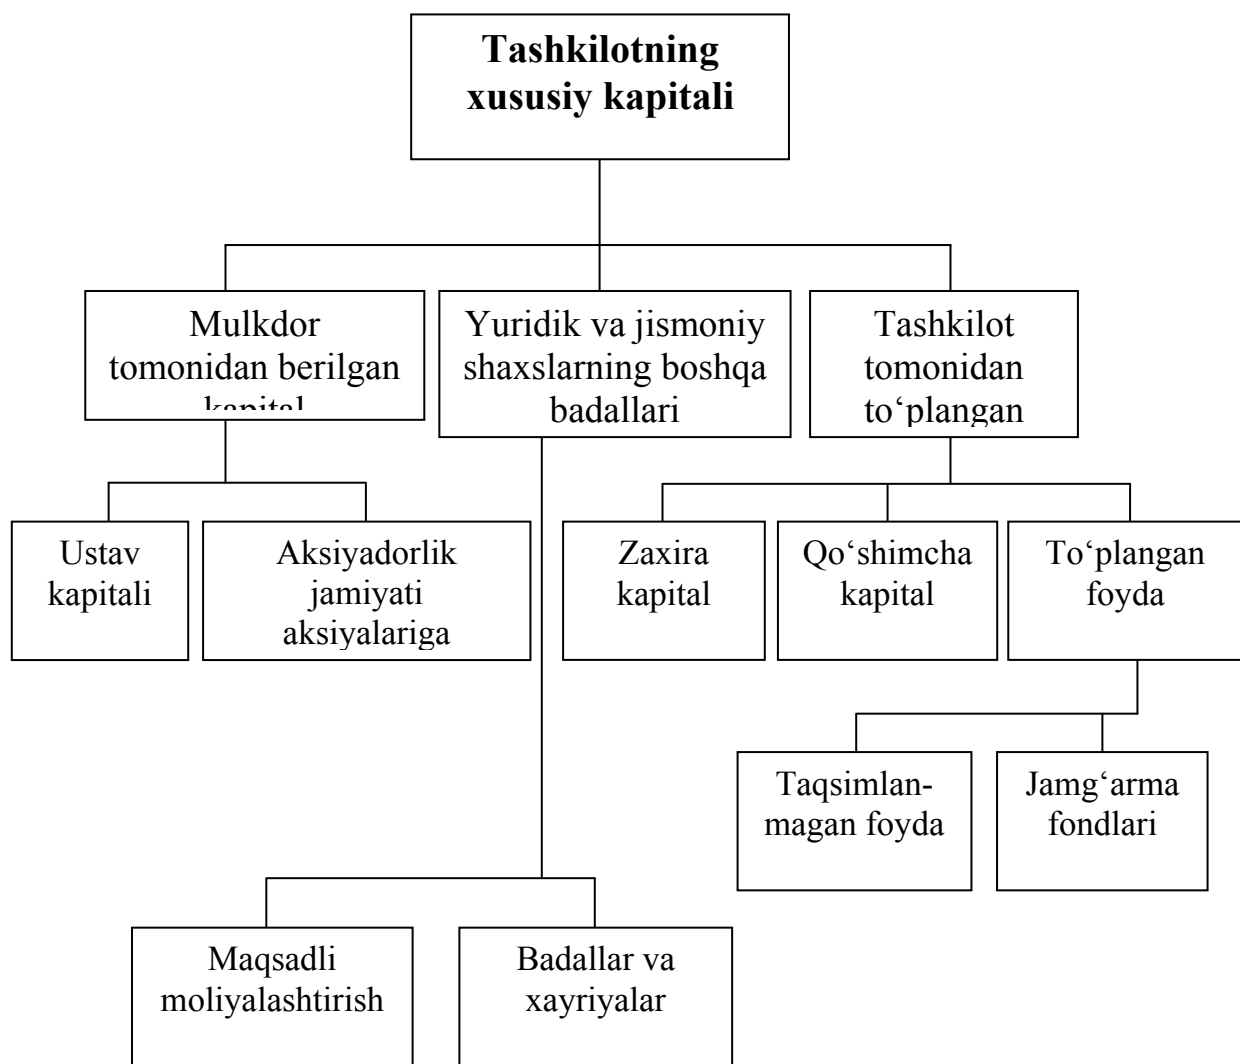 Tashkilotning
xususiy kapitali
Mulkdor
tomonidan berilgan
kapital
Yuridik va jismoniy
shaxslarning boshqa
badallari
Tashkilot
tomonidan
to‘plangan
Ustav
kapitali
Aksiyadorlik
jamiyati
aksiyalariga
Zaxira
kapital
Qo‘shimcha
kapital
To‘plangan
foyda
Taqsimlan-
magan foyda
Jamg‘arma
fondlari
Maqsadli
moliyalashtirish
Badallar va
xayriyalar